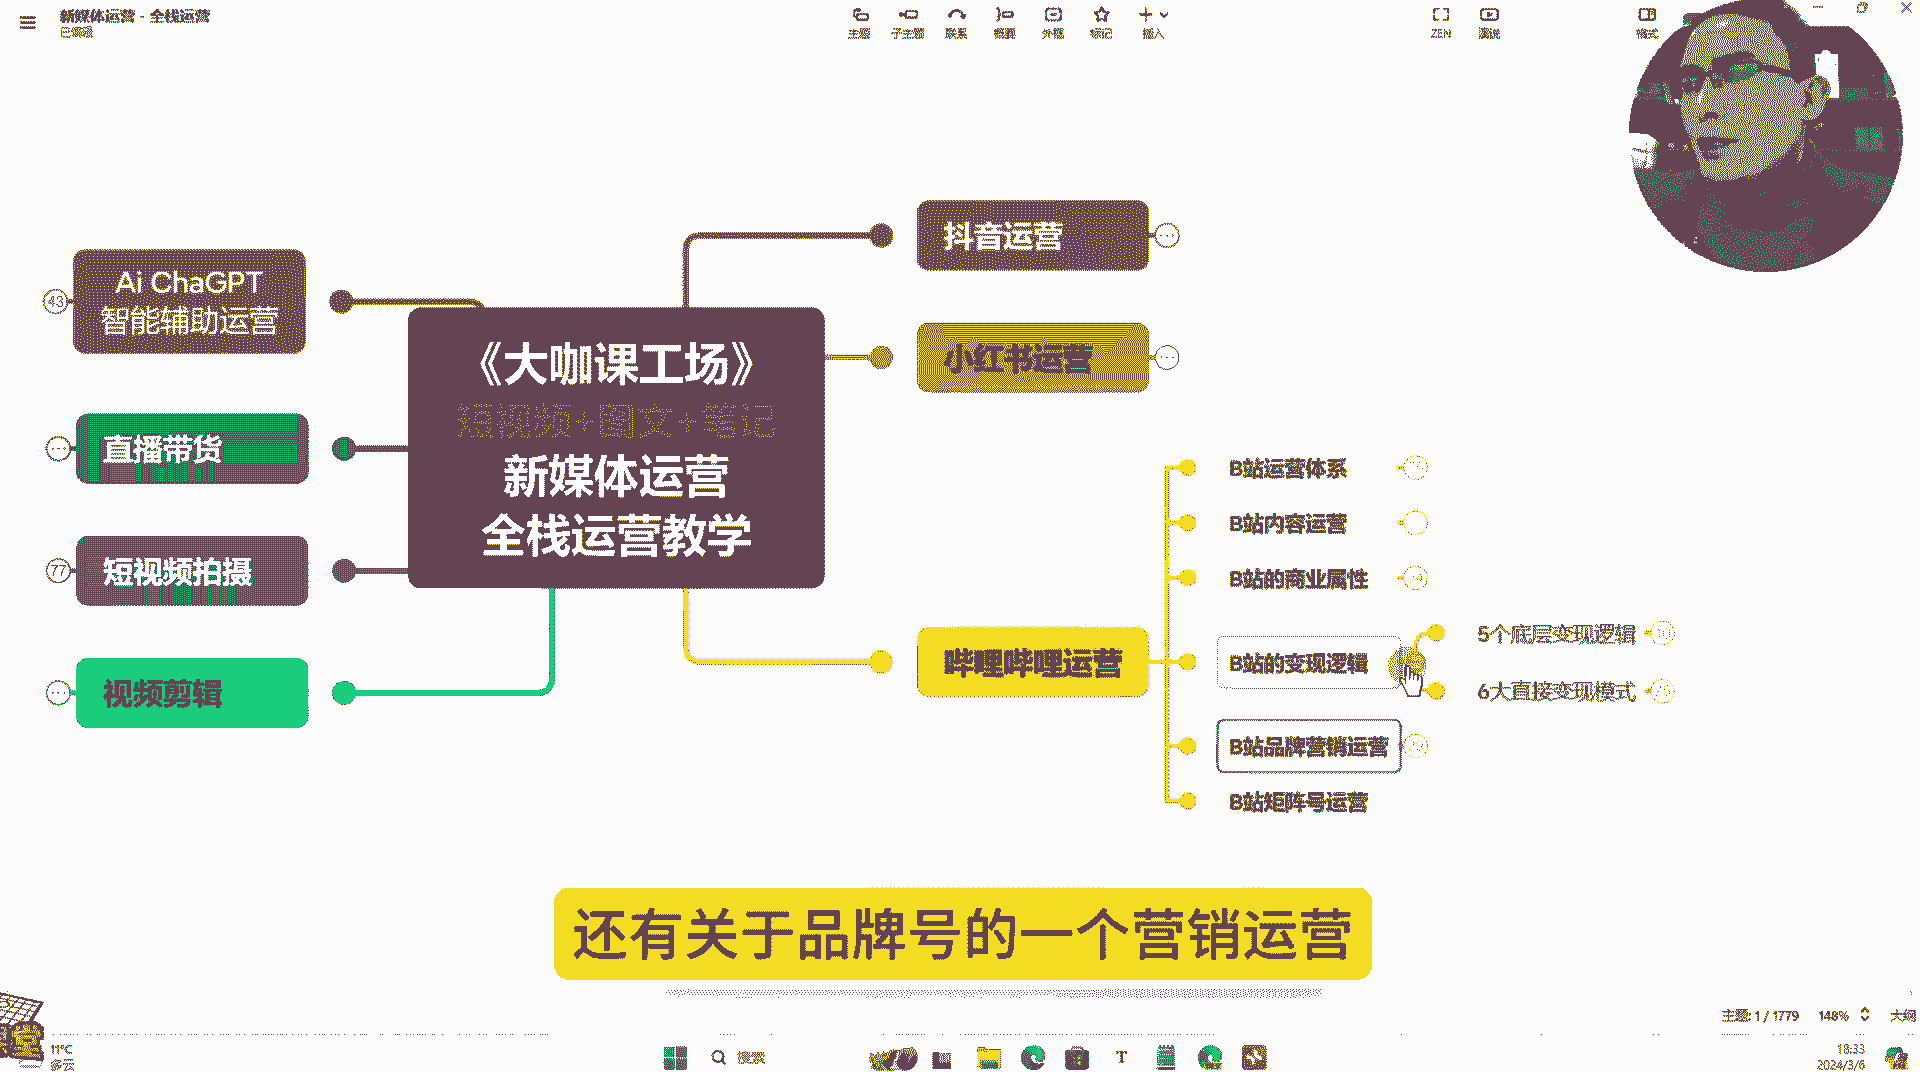 新媒体运营 - 全栈运营
已编辑
主题
子主题
联系
概要
外框
标记
插入
ZEN
演说
格式
Ai ChaGPT
智能辅助运营
43
直播带货
短视频拍摄
77
视频剪辑
《大咖课工场》
短视频+图文+笔记
新媒体运营
全栈运营教学
抖音运营
小红书运营
哔哩哔哩运营
B站运营体系
B站内容运营
B站的商业属性
B站的变现逻辑
5个底层变现逻辑
6大直接变现模式
B站品牌营销运营
B站矩阵号运营
还有关于品牌号的一个营销运营
主题: 1 / 1779
148%
大纲
堂
11°C
多云
搜索
18:33
2024/3/6